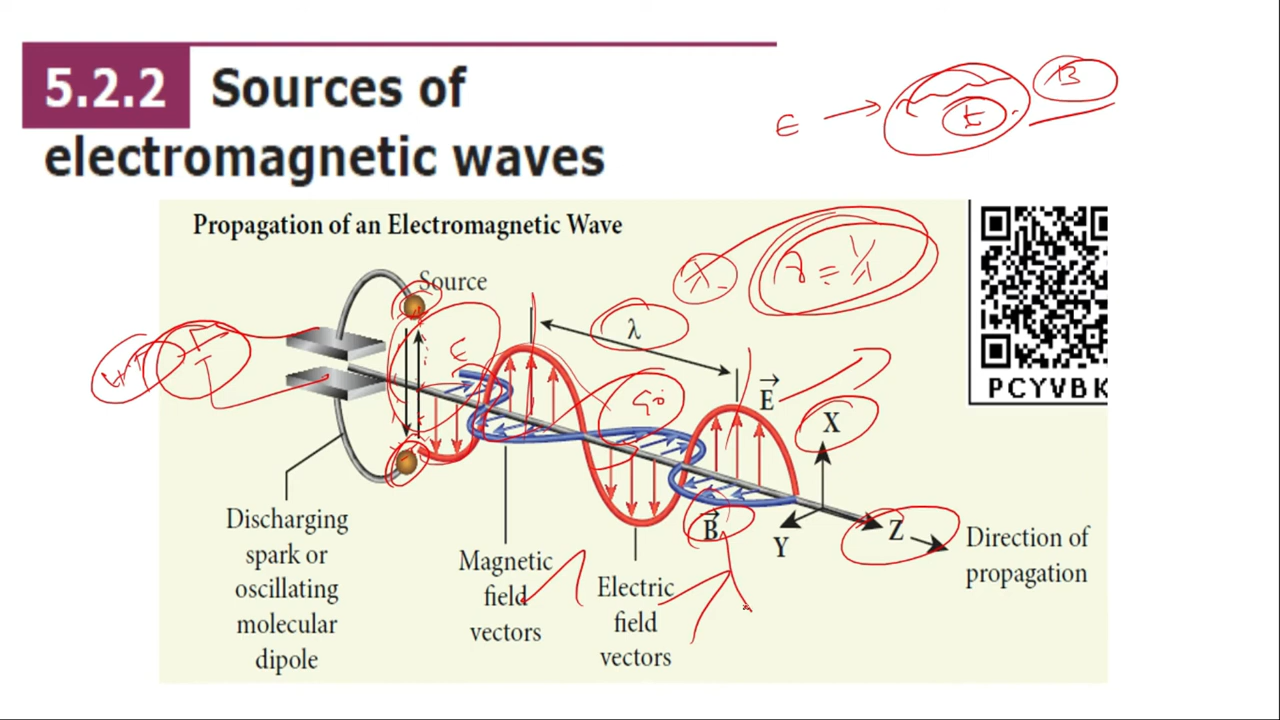 5.2.2 Sources of
electromagnetic waves
Propagation of an Electromagnetic Wave
Source
λ
E
B
E
E
B
X
Y
Z
Direction of
propagation
Discharging
spark or
oscillating
molecular
dipole
Magnetic
field
vectors
Electric
field
vectors
90°
PCYVBK